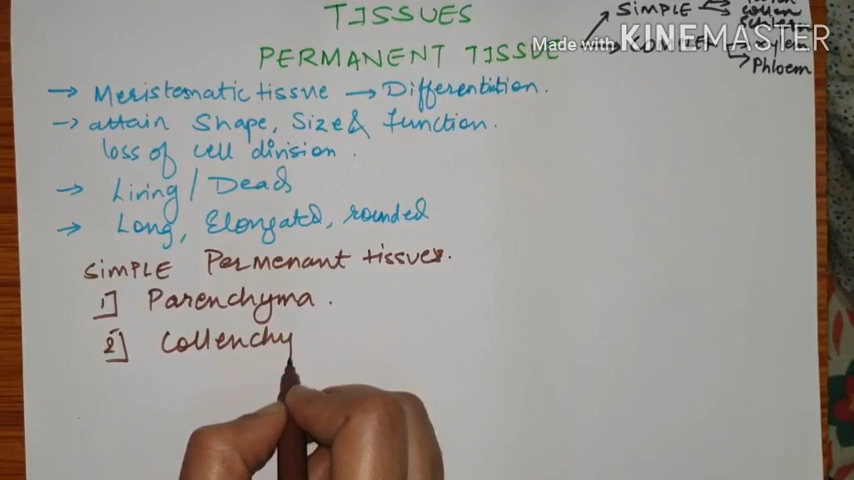 TISSUES
SIMPLE
PERMANENT TISSUE
Made with KINEMASTER
Phloem
→ Meristematic tissue → Differentiation.
→ attain Shape, Size & function.
loss of cell division.
→ Living / Dead
→ Long, Elongated, rounded
SIMPLE Permenant tissues.
1] Parenchyma.
2] Collenchy